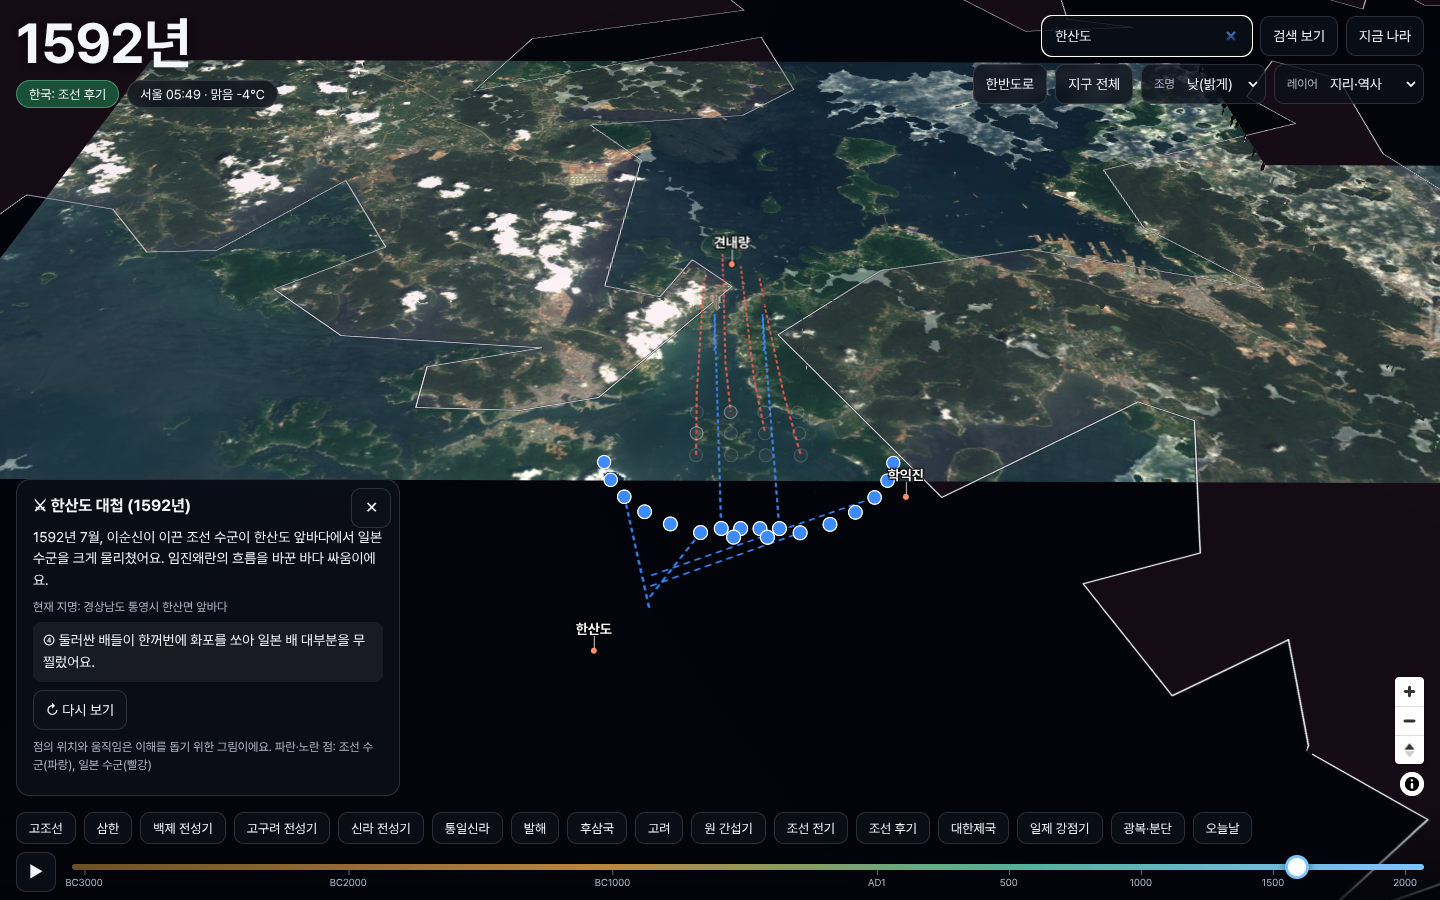 1592년
한국: 조선 후기
서울 05:49 · 맑음 -4°C
한산도
검색 보기
지금 나라
한반도로
지구 전체
조명 낮(밝게)
레이어 지리·역사
견내량
학익진
한산도
⚔ 한산도 대첩 (1592년)
1592년 7월, 이순신이 이끈 조선 수군이 한산도 앞바다에서 일본
수군을 크게 물리쳤어요. 임진왜란의 흐름을 바꾼 바다 싸움이에
요.
현재 지명: 경상남도 통영시 한산면 앞바다
④ 둘러싼 배들이 한꺼번에 화포를 쏘아 일본 배 대부분을 무
찔렀어요.
↻ 다시 보기
점의 위치와 움직임은 이해를 돕기 위한 그림이에요. 파란·노란 점: 조선 수
군(파랑), 일본 수군(빨강)
고조선
삼한
백제 전성기
고구려 전성기
신라 전성기
통일신라
발해
후삼국
고려
원 간섭기
조선 전기
조선 후기
대한제국
일제 강점기
광복·분단
오늘날
BC3000
BC2000
BC1000
AD1
500
1000
1500
2000